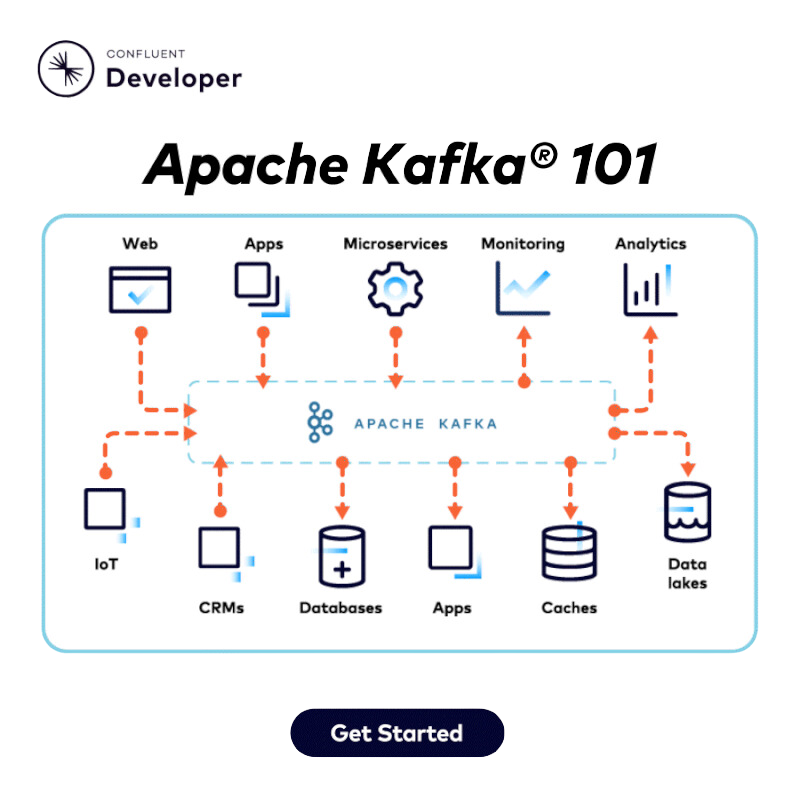 CONFLUENT
Developer
Apache Kafka® 101
Web
Apps
Microservices
Monitoring
Analytics
APACHE KAFKA
IoT
CRMs
Databases
Apps
Caches
Data
lakes
Get Started